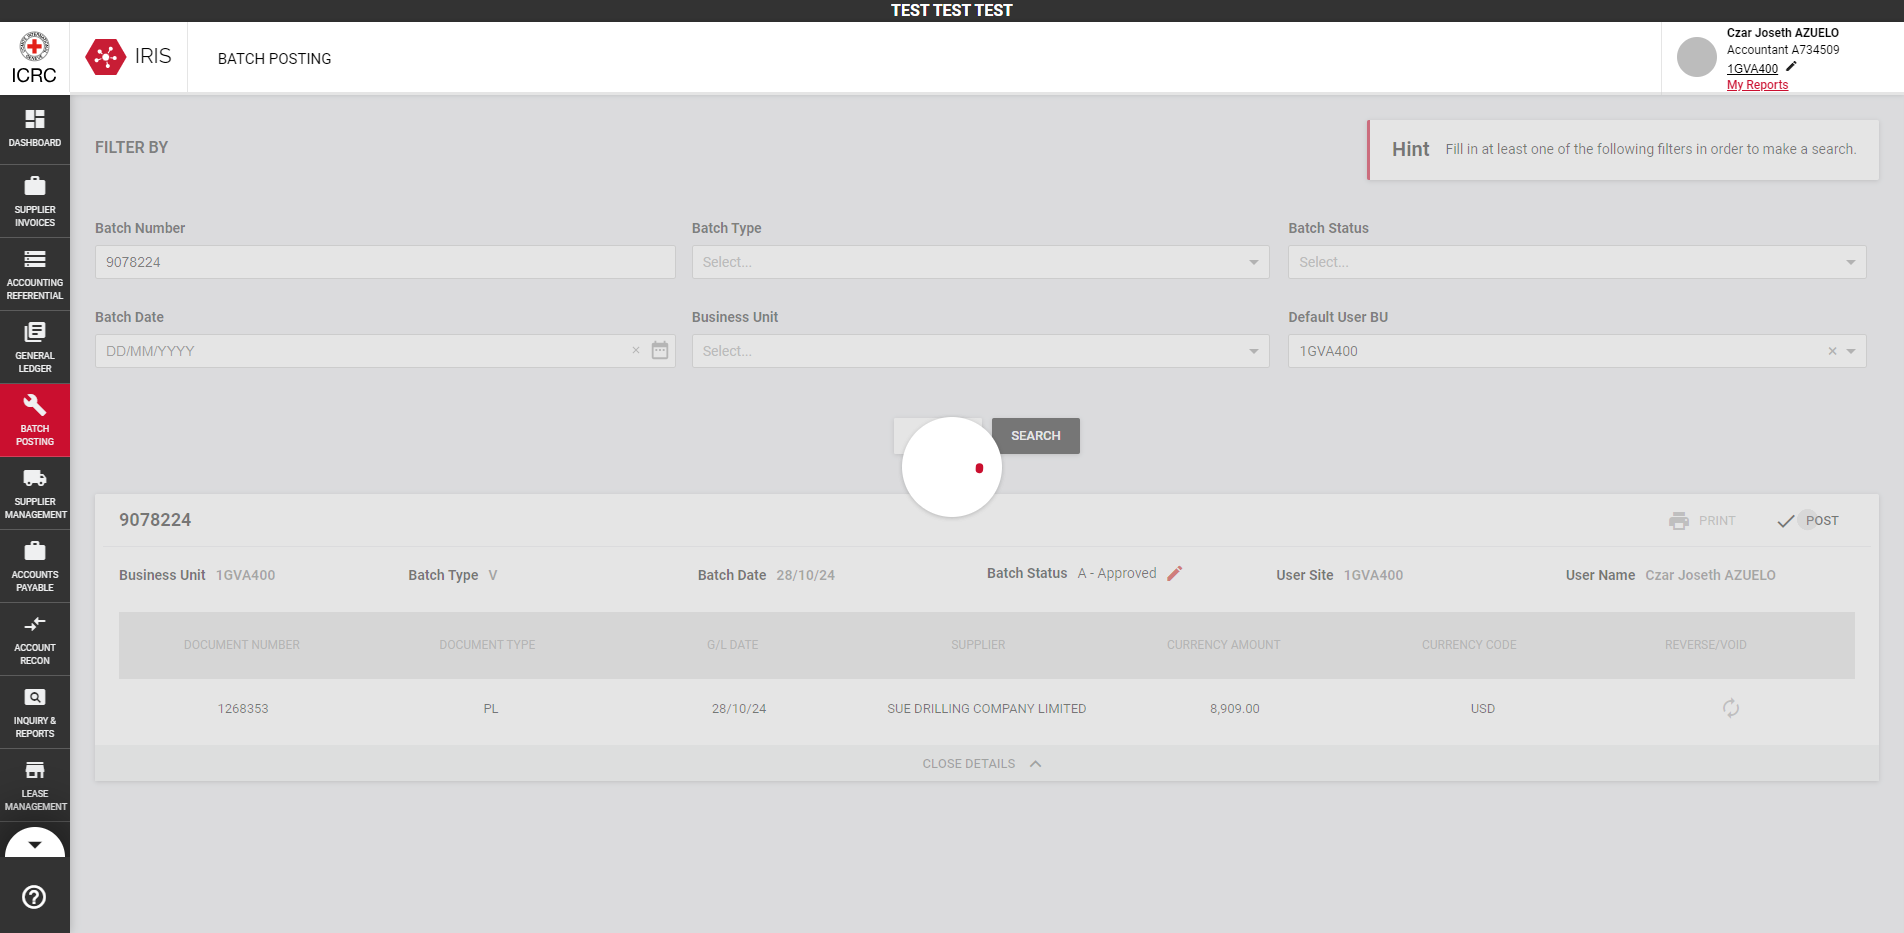 TEST TEST TEST
ICRC
IRIS
BATCH POSTING
Czar Joseth AZUELO
Accountant A734509
1GVA400
My Reports
DASHBOARD
SUPPLIER
INVOICES
ACCOUNTING
REFERENTIAL
GENERAL
LEDGER
BATCH
POSTING
SUPPLIER
MANAGEMENT
ACCOUNTS
PAYABLE
ACCOUNT
RECON
INQUIRY &
REPORTS
LEASE
MANAGEMENT
FILTER BY
Hint Fill in at least one of the following filters in order to make a search.
Batch Number Batch Type Batch Status
9078224 Select... Select...
Batch Date Business Unit Default User BU
DD/MM/YYYY × Select... 1GVA400 ×
SEARCH
9078224 PRINT POST
Business Unit 1GVA400 Batch Type V Batch Date 28/10/24 Batch Status A - Approved User Site 1GVA400 User Name Czar Joseth AZUELO
DOCUMENT NUMBER DOCUMENT TYPE G/L DATE SUPPLIER CURRENCY AMOUNT CURRENCY CODE REVERSE/VOID
1268353 PL 28/10/24 SUE DRILLING COMPANY LIMITED 8,909.00 USD
CLOSE DETAILS